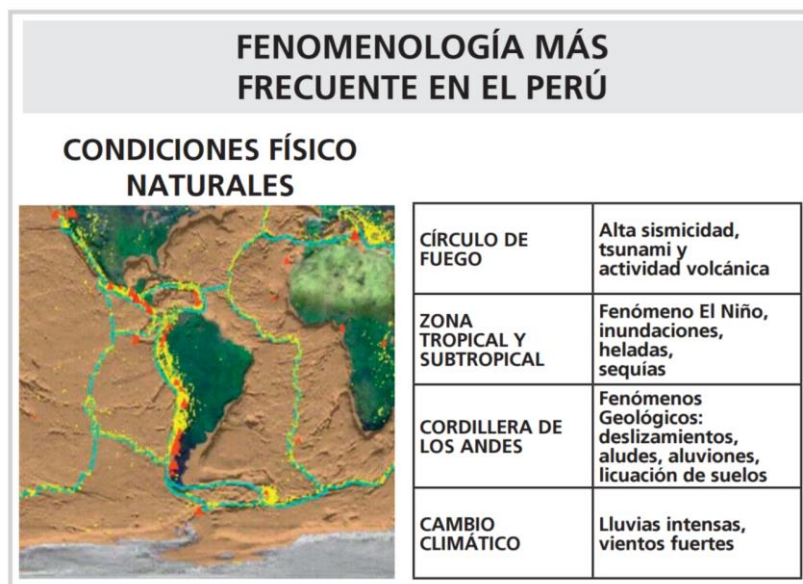 FENOMENOLOGÍA MÁS
FRECUENTE EN EL PERÚ
CONDICIONES FÍSICO
NATURALES
CÍRCULO DE
FUEGO
Alta sismicidad,
tsunami y
actividad volcánica
ZONA
TROPICAL Y
SUBTROPICAL
Fenómeno El Niño,
inundaciones,
heladas,
sequías
CORDILLERA DE
LOS ANDES
Fenómenos
Geológicos:
deslizamientos,
aludes, aluviones,
licuación de suelos
CAMBIO
CLIMÁTICO
Lluvias intensas,
vientos fuertes